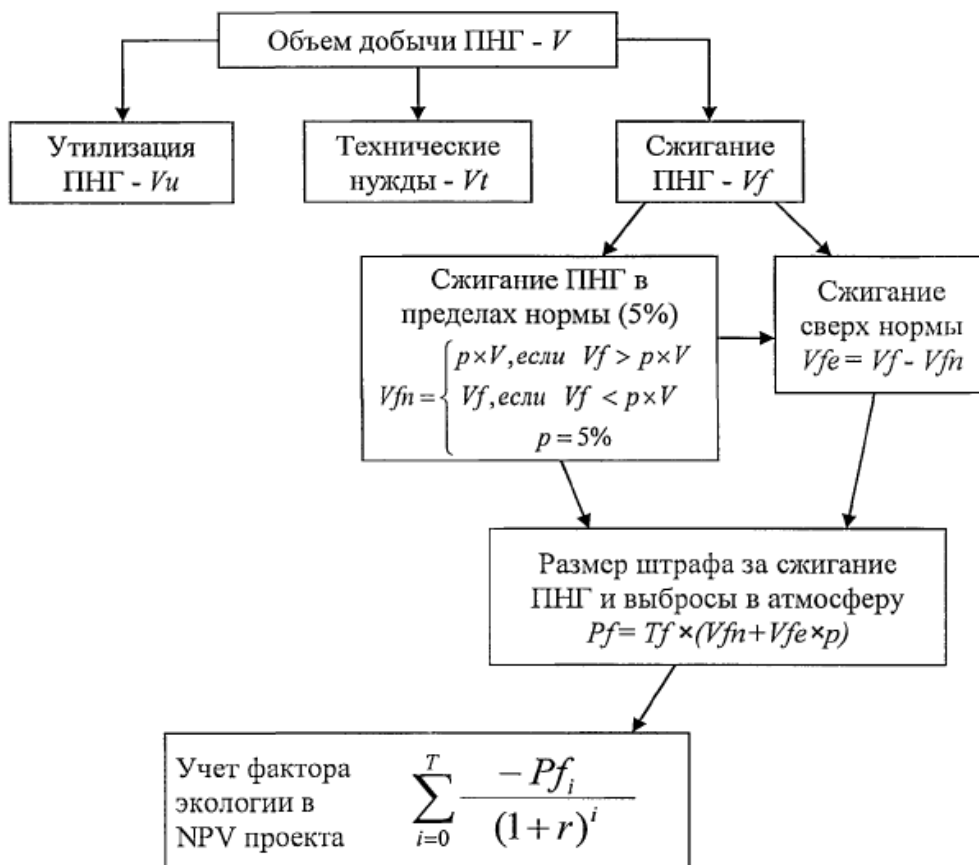 Объем добычи ПНГ - V
Утилизация
ПНГ - Vu
Технические
нужды - Vt
Сжигание
ПНГ - Vf
Сжигание ПНГ в
пределах нормы (5%)
Vfn = { p×V, если Vf > p×V
Vf, если Vf < p×V
p = 5%
Сжигание
сверх нормы
Vfe = Vf - Vfn
Размер штрафа за сжигание
ПНГ и выбросы в атмосферу
Pf = Tf ×(Vfn+Vfe×p)
Учет фактора
экологии в
NPV проекта
T
∑
i=0
– Pf_i
(1+r)^i